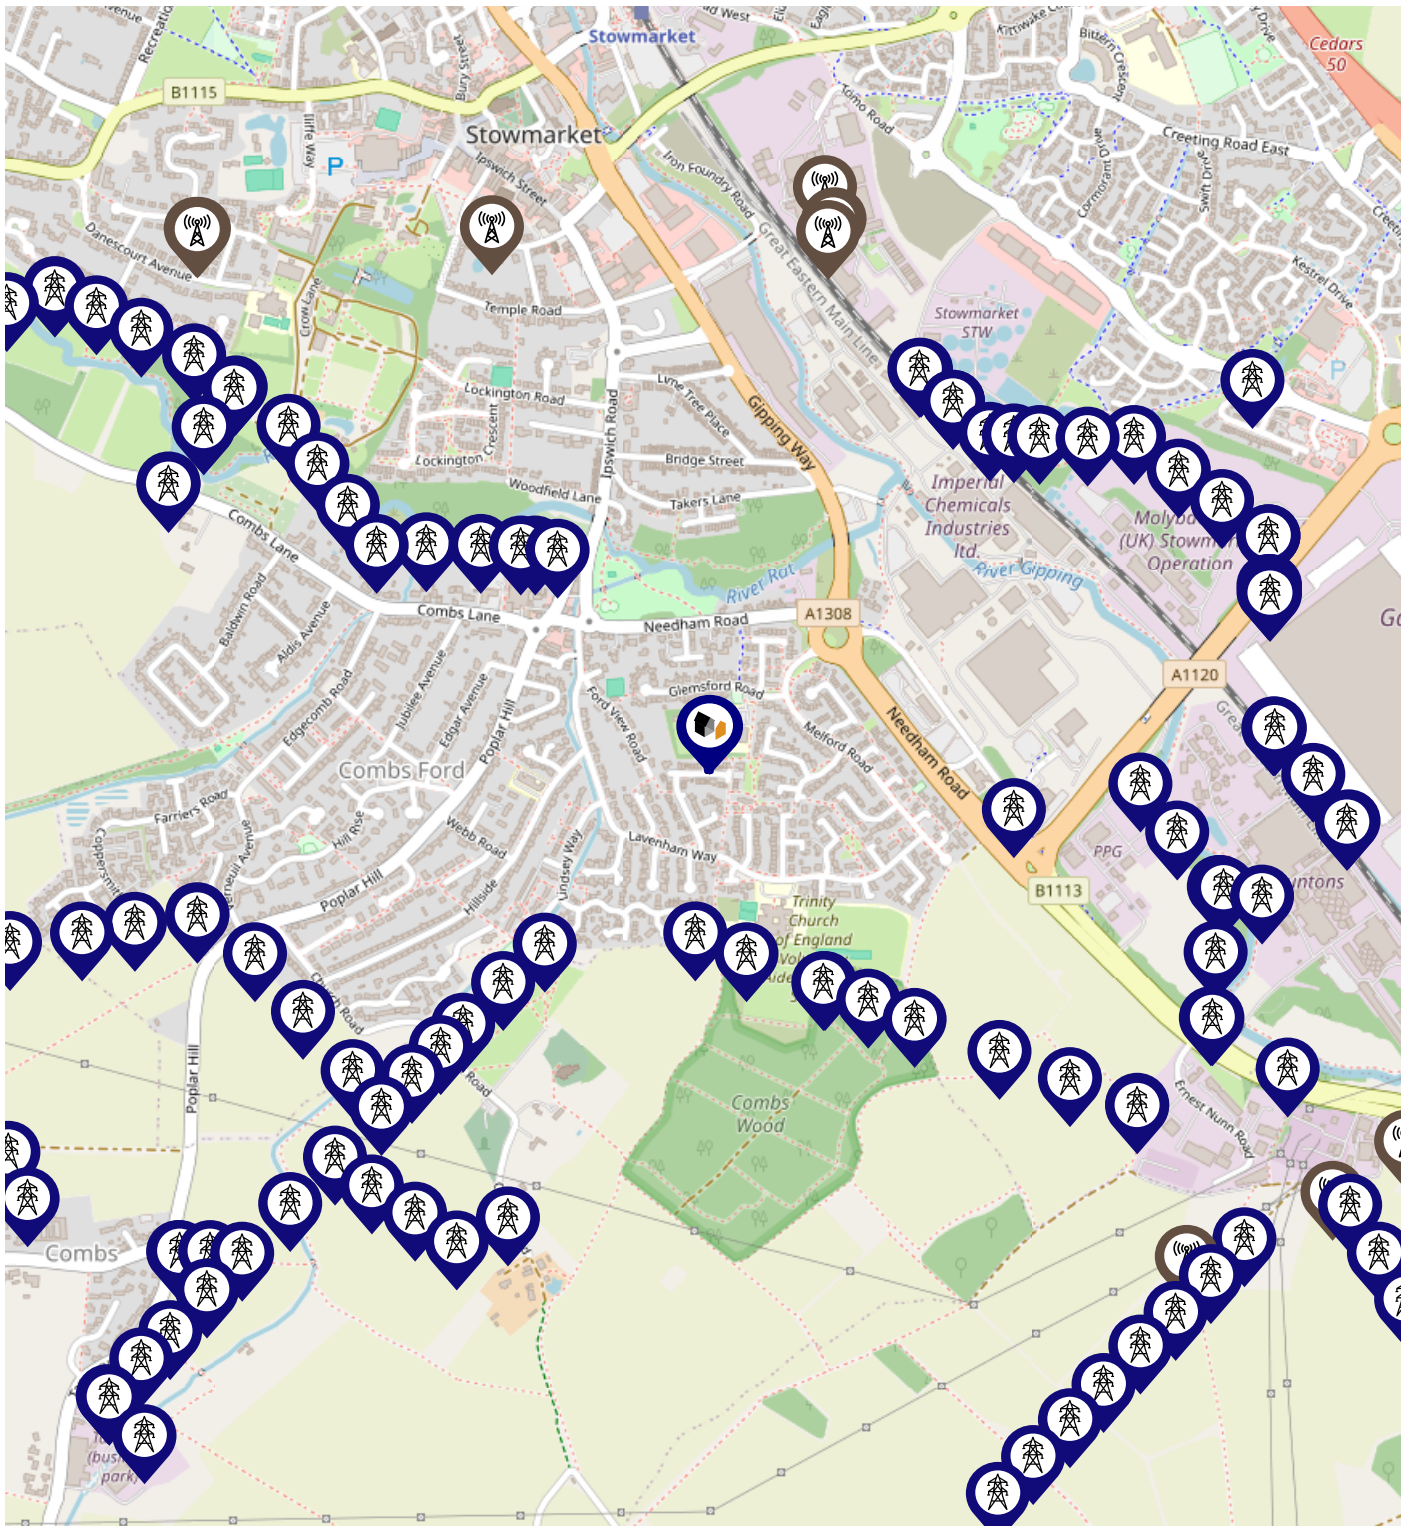 Stowmarket
Cedars
50
B1115
Recreation
Bury Street
Iliffe Way
P
Stowmarket
Ipswich Street
Iron Foundry Road
Tomo Road
Bittern Crescent
Creeting Road East
Swift Drive
Kestrel Drive
Danescourt Avenue
Crow Lane
Temple Road
Great Eastern Main Line
Stowmarket
STW
P
Lockington Road
Lockington Crescent
Lime Tree Place
Ipswich Road
Gipping Way
Bridge Street
Woodfield Lane
Takers Lane
Imperial
Chemicals
Industries
ltd.
(UK)
Operation
Combs Lane
River Rat
River Gipping
Combs Lane
Needham Road
A1308
Baldwin Road
Aldis Avenue
A1120
Edgecomb Road
Jubilee Avenue
Edgar Avenue
Poplar Hill
Glemsford Road
Ford View Road
Melford Road
Needham Road
Combs Ford
Farriers Road
Hill Rise
Webb Road
Lavenham Way
PPG
Lindsey Way
Hillside
Poplar Hill
B1113
Trinity
Church
of England
Church Road
Poplar Hill
Road
Combs
Wood
Ernest Nunn Road
Combs
(busi
park)